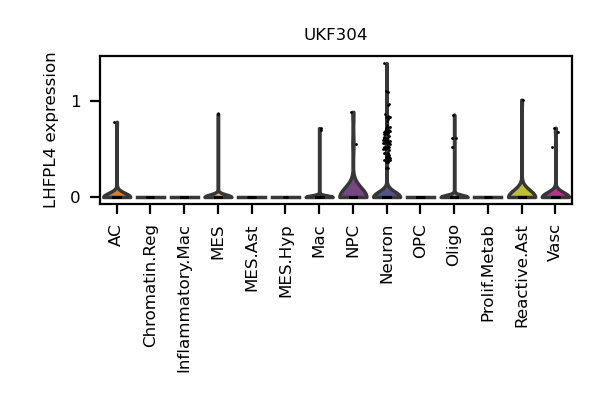 UKF304
LHFPL4 expression
1
0
AC
Chromatin.Reg
Inflammatory.Mac
MES
MES.Ast
MES.Hyp
Mac
NPC
Neuron
OPC
Oligo
Prolif.Metab
Reactive.Ast
Vasc